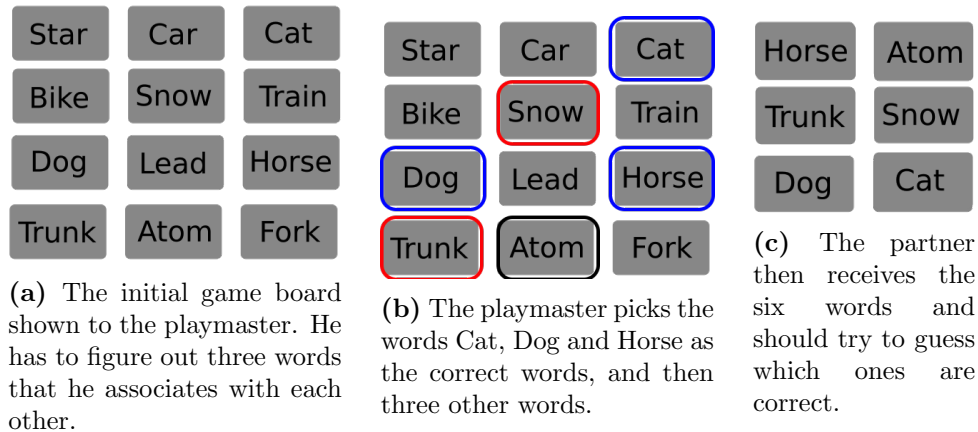 Star Car Cat
Bike Snow Train
Dog Lead Horse
Trunk Atom Fork
(a) The initial game board
shown to the playmaster. He
has to figure out three words
that he associates with each
other.
Star Car Cat
Bike Snow Train
Dog Lead Horse
Trunk Atom Fork
(b) The playmaster picks the
words Cat, Dog and Horse as
the correct words, and then
three other words.
Horse Atom
Trunk Snow
Dog Cat
(c) The partner
then receives the
six words and
should try to guess
which ones are
correct.